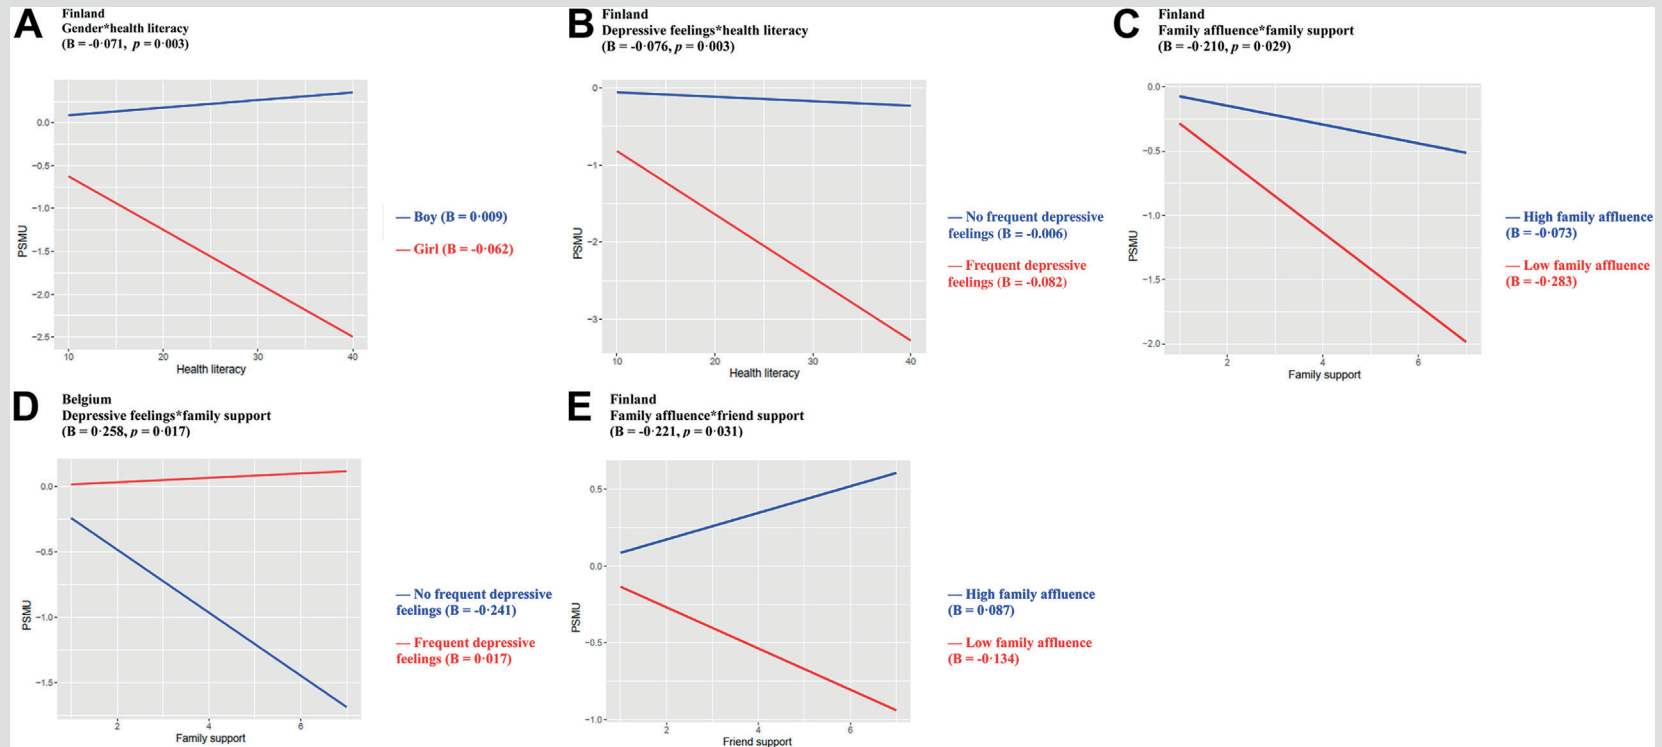 A
Finland
Gender*health literacy
(B = -0·071, p = 0·003)
0.0
−0.5
−1.0
−1.5
−2.0
−2.5
PSMU
10 20 30 40
Health literacy
— Boy (B = 0·009)
— Girl (B = -0·062)
B
Finland
Depressive feelings*health literacy
(B = -0·076, p = 0·003)
0
−1
−2
−3
PSMU
10 20 30 40
Health literacy
— No frequent depressive
feelings (B = -0.006)
— Frequent depressive
feelings (B = -0.082)
C
Finland
Family affluence*family support
(B = -0·210, p = 0·029)
0.0
−0.5
−1.0
−1.5
−2.0
PSMU
2 4 6
Family support
— High family affluence
(B = -0·073)
— Low family affluence
(B = -0·283)
D
Belgium
Depressive feelings*family support
(B = 0·258, p = 0·017)
0.0
−0.5
−1.0
−1.5
PSMU
2 4 6
Family support
— No frequent depressive
feelings (B = -0·241)
— Frequent depressive
feelings (B = 0·017)
E
Finland
Family affluence*friend support
(B = -0·221, p = 0·031)
0.5
0.0
−0.5
−1.0
PSMU
2 4 6
Friend support
— High family affluence
(B = 0·087)
— Low family affluence
(B = -0·134)